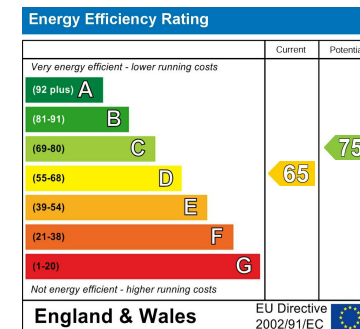 Energy Efficiency Rating
Current
Very energy efficient - lower running costs
(92 plus) A
(81-91) B
(69-80) C
75
(55-68) D
65
(39-54) E
(21-38) F
(1-20) G
Not energy efficient - higher running costs
England & Wales
EU Directive
2002/91/EC